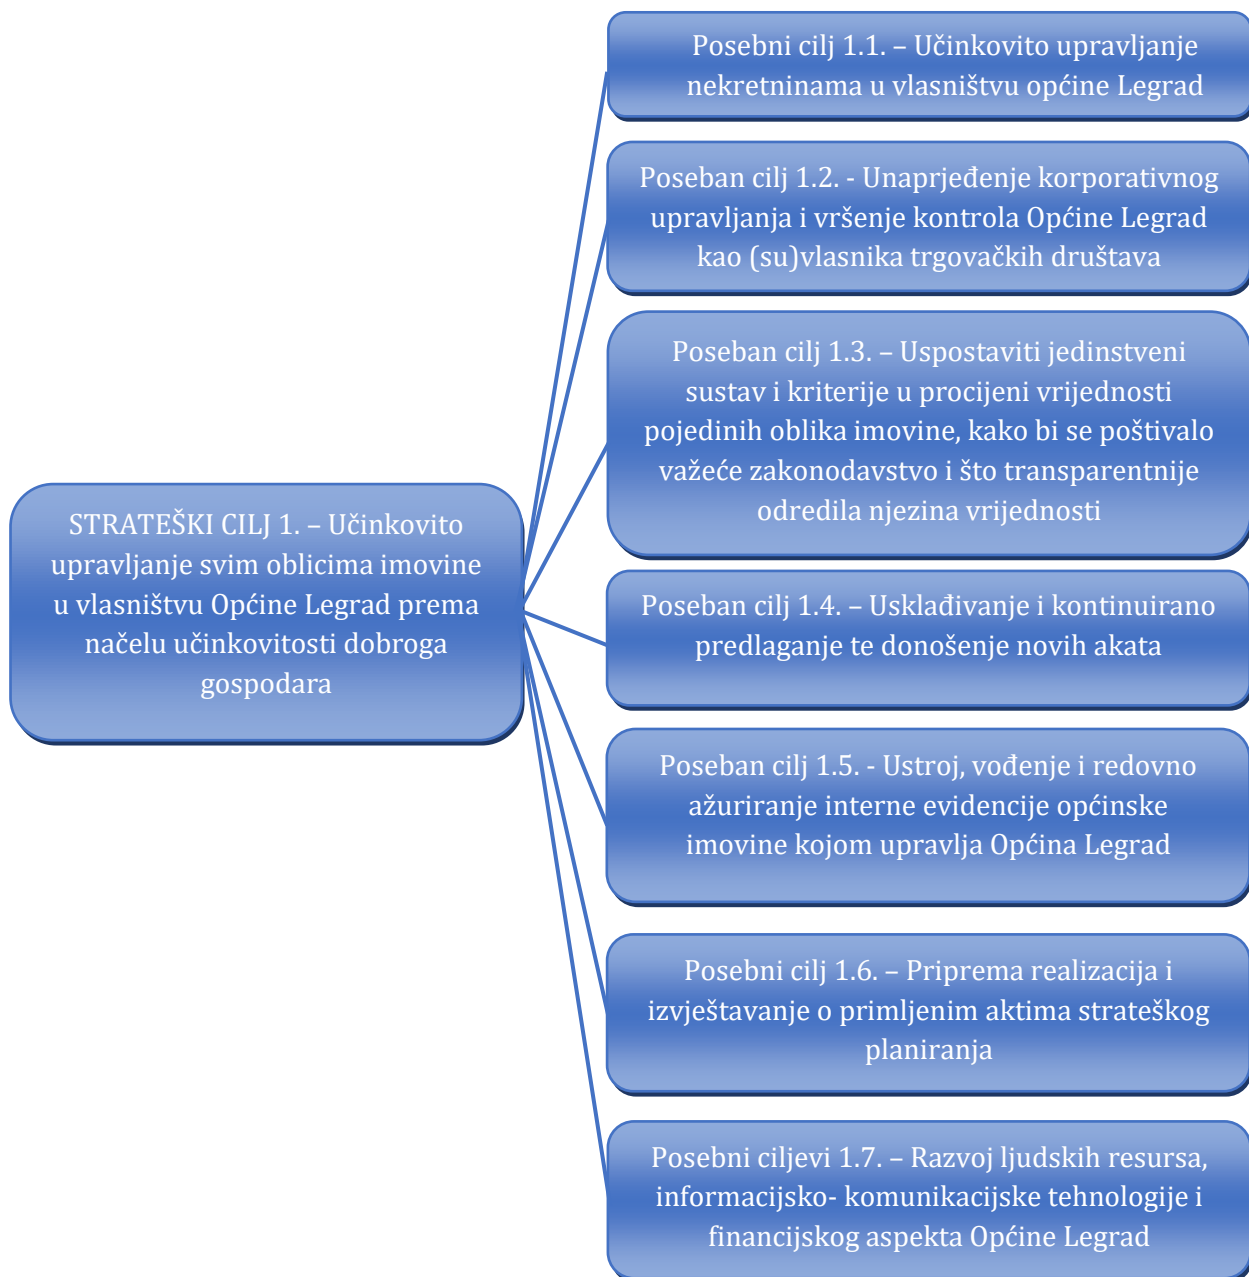 STRATEŠKI CILJ 1. – Učinkovito
upravljanje svim oblicima imovine
u vlasništvu Općine Legrad prema
načelu učinkovitosti dobroga
gospodara
Posebni cilj 1.1. – Učinkovito upravljanje
nekretninama u vlasništvu općine Legrad
Poseban cilj 1.2. - Unaprjeđenje korporativnog
upravljanja i vršenje kontrola Općine Legrad
kao (su)vlasnika trgovačkih društava
Poseban cilj 1.3. – Uspostaviti jedinstveni
sustav i kriterije u procijeni vrijednosti
pojedinih oblika imovine, kako bi se poštivalo
važeće zakonodavstvo i što transparentnije
odredila njezina vrijednosti
Poseban cilj 1.4. – Usklađivanje i kontinuirano
predlaganje te donošenje novih akata
Poseban cilj 1.5. - Ustroj, vođenje i redovno
ažuriranje interne evidencije općinske
imovine kojom upravlja Općina Legrad
Posebni cilj 1.6. – Priprema realizacija i
izvještavanje o primljenim aktima strateškog
planiranja
Posebni ciljevi 1.7. – Razvoj ljudskih resursa,
informacijsko- komunikacijske tehnologije i
financijskog aspekta Općine Legrad